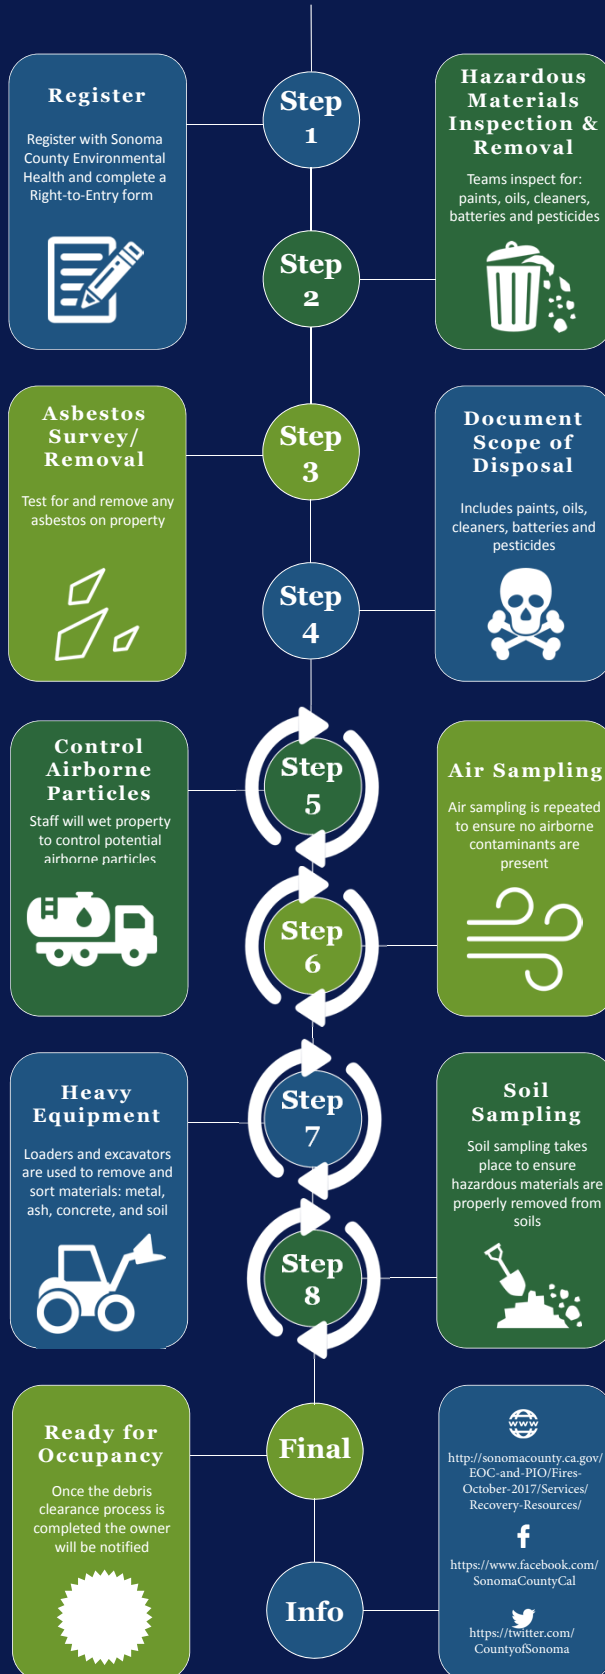 Step
1
Register
Register with Sonoma
County Environmental
Health and complete a
Right-to-Entry form
Step
2
Hazardous
Materials
Inspection &
Removal
Teams inspect for:
paints, oils, cleaners,
batteries and pesticides
Step
3
Asbestos
Survey/
Removal
Test for and remove any
asbestos on property
Step
4
Document
Scope of
Disposal
Includes paints, oils,
cleaners, batteries and
pesticides
Step
5
Control
Airborne
Particles
Staff will wet property
to control potential
airborne particles
Step
6
Air Sampling
Air sampling is repeated
to ensure no airborne
contaminants are
present
Step
7
Heavy
Equipment
Loaders and excavators
are used to remove and
sort materials: metal,
ash, concrete, and soil
Step
8
Soil
Sampling
Soil sampling takes
place to ensure
hazardous materials are
properly removed from
soils
Final
Ready for
Occupancy
Once the debris
clearance process is
completed the owner
will be notified
Info
www
http://sonomacounty.ca.gov/
EOC-and-PIO/Fires-
October-2017/Services/
Recovery-Resources/
f
https://www.facebook.com/
SonomaCountyCal
https://twitter.com/
CountyofSonoma